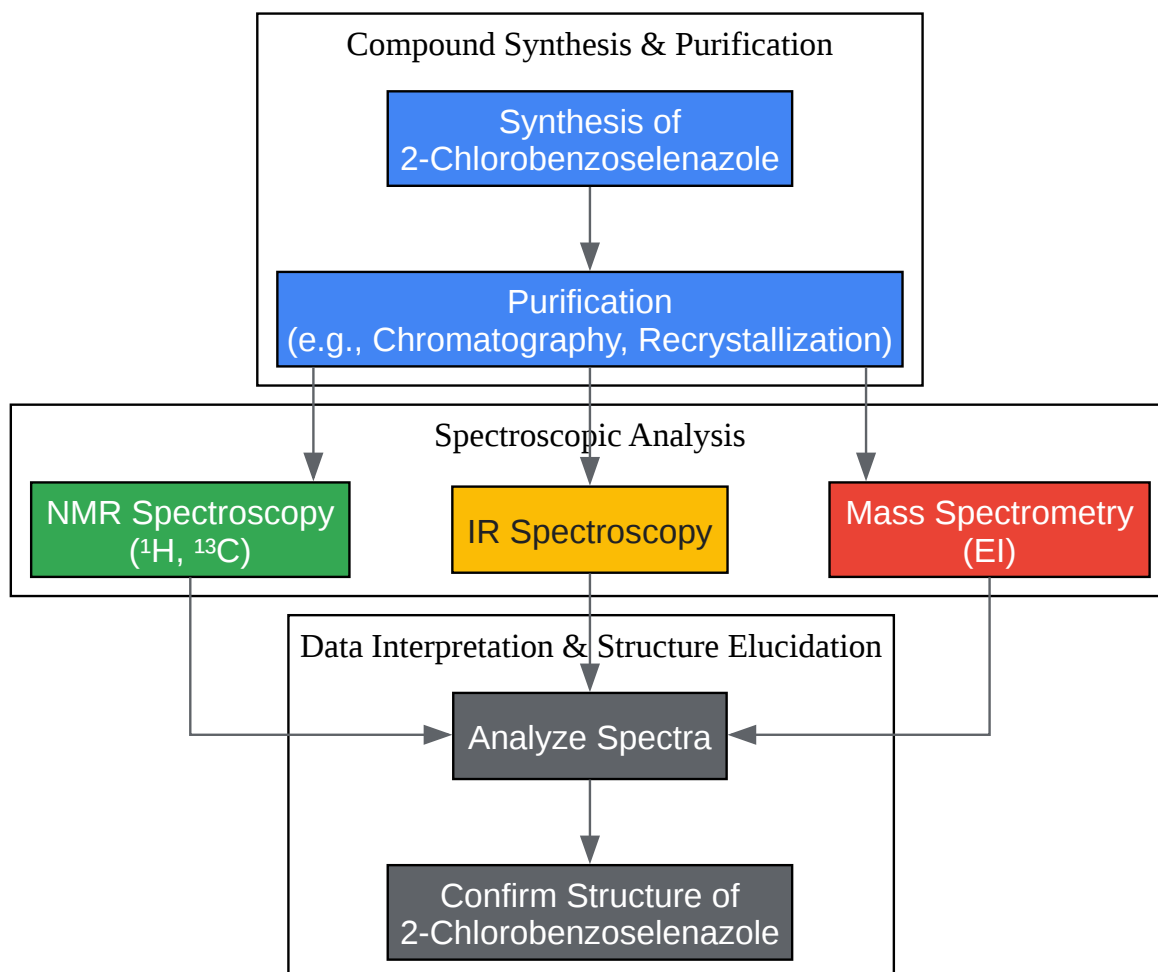 Compound Synthesis & Purification
Synthesis of
2-Chlorobenzoselenazole
Purification
(e.g., Chromatography, Recrystallization)
Spectroscopic Analysis
NMR Spectroscopy
(¹H, ¹³C)
IR Spectroscopy
Mass Spectrometry
(EI)
Data Interpretation & Structure Elucidation
Analyze Spectra
Confirm Structure of
2-Chlorobenzoselenazole